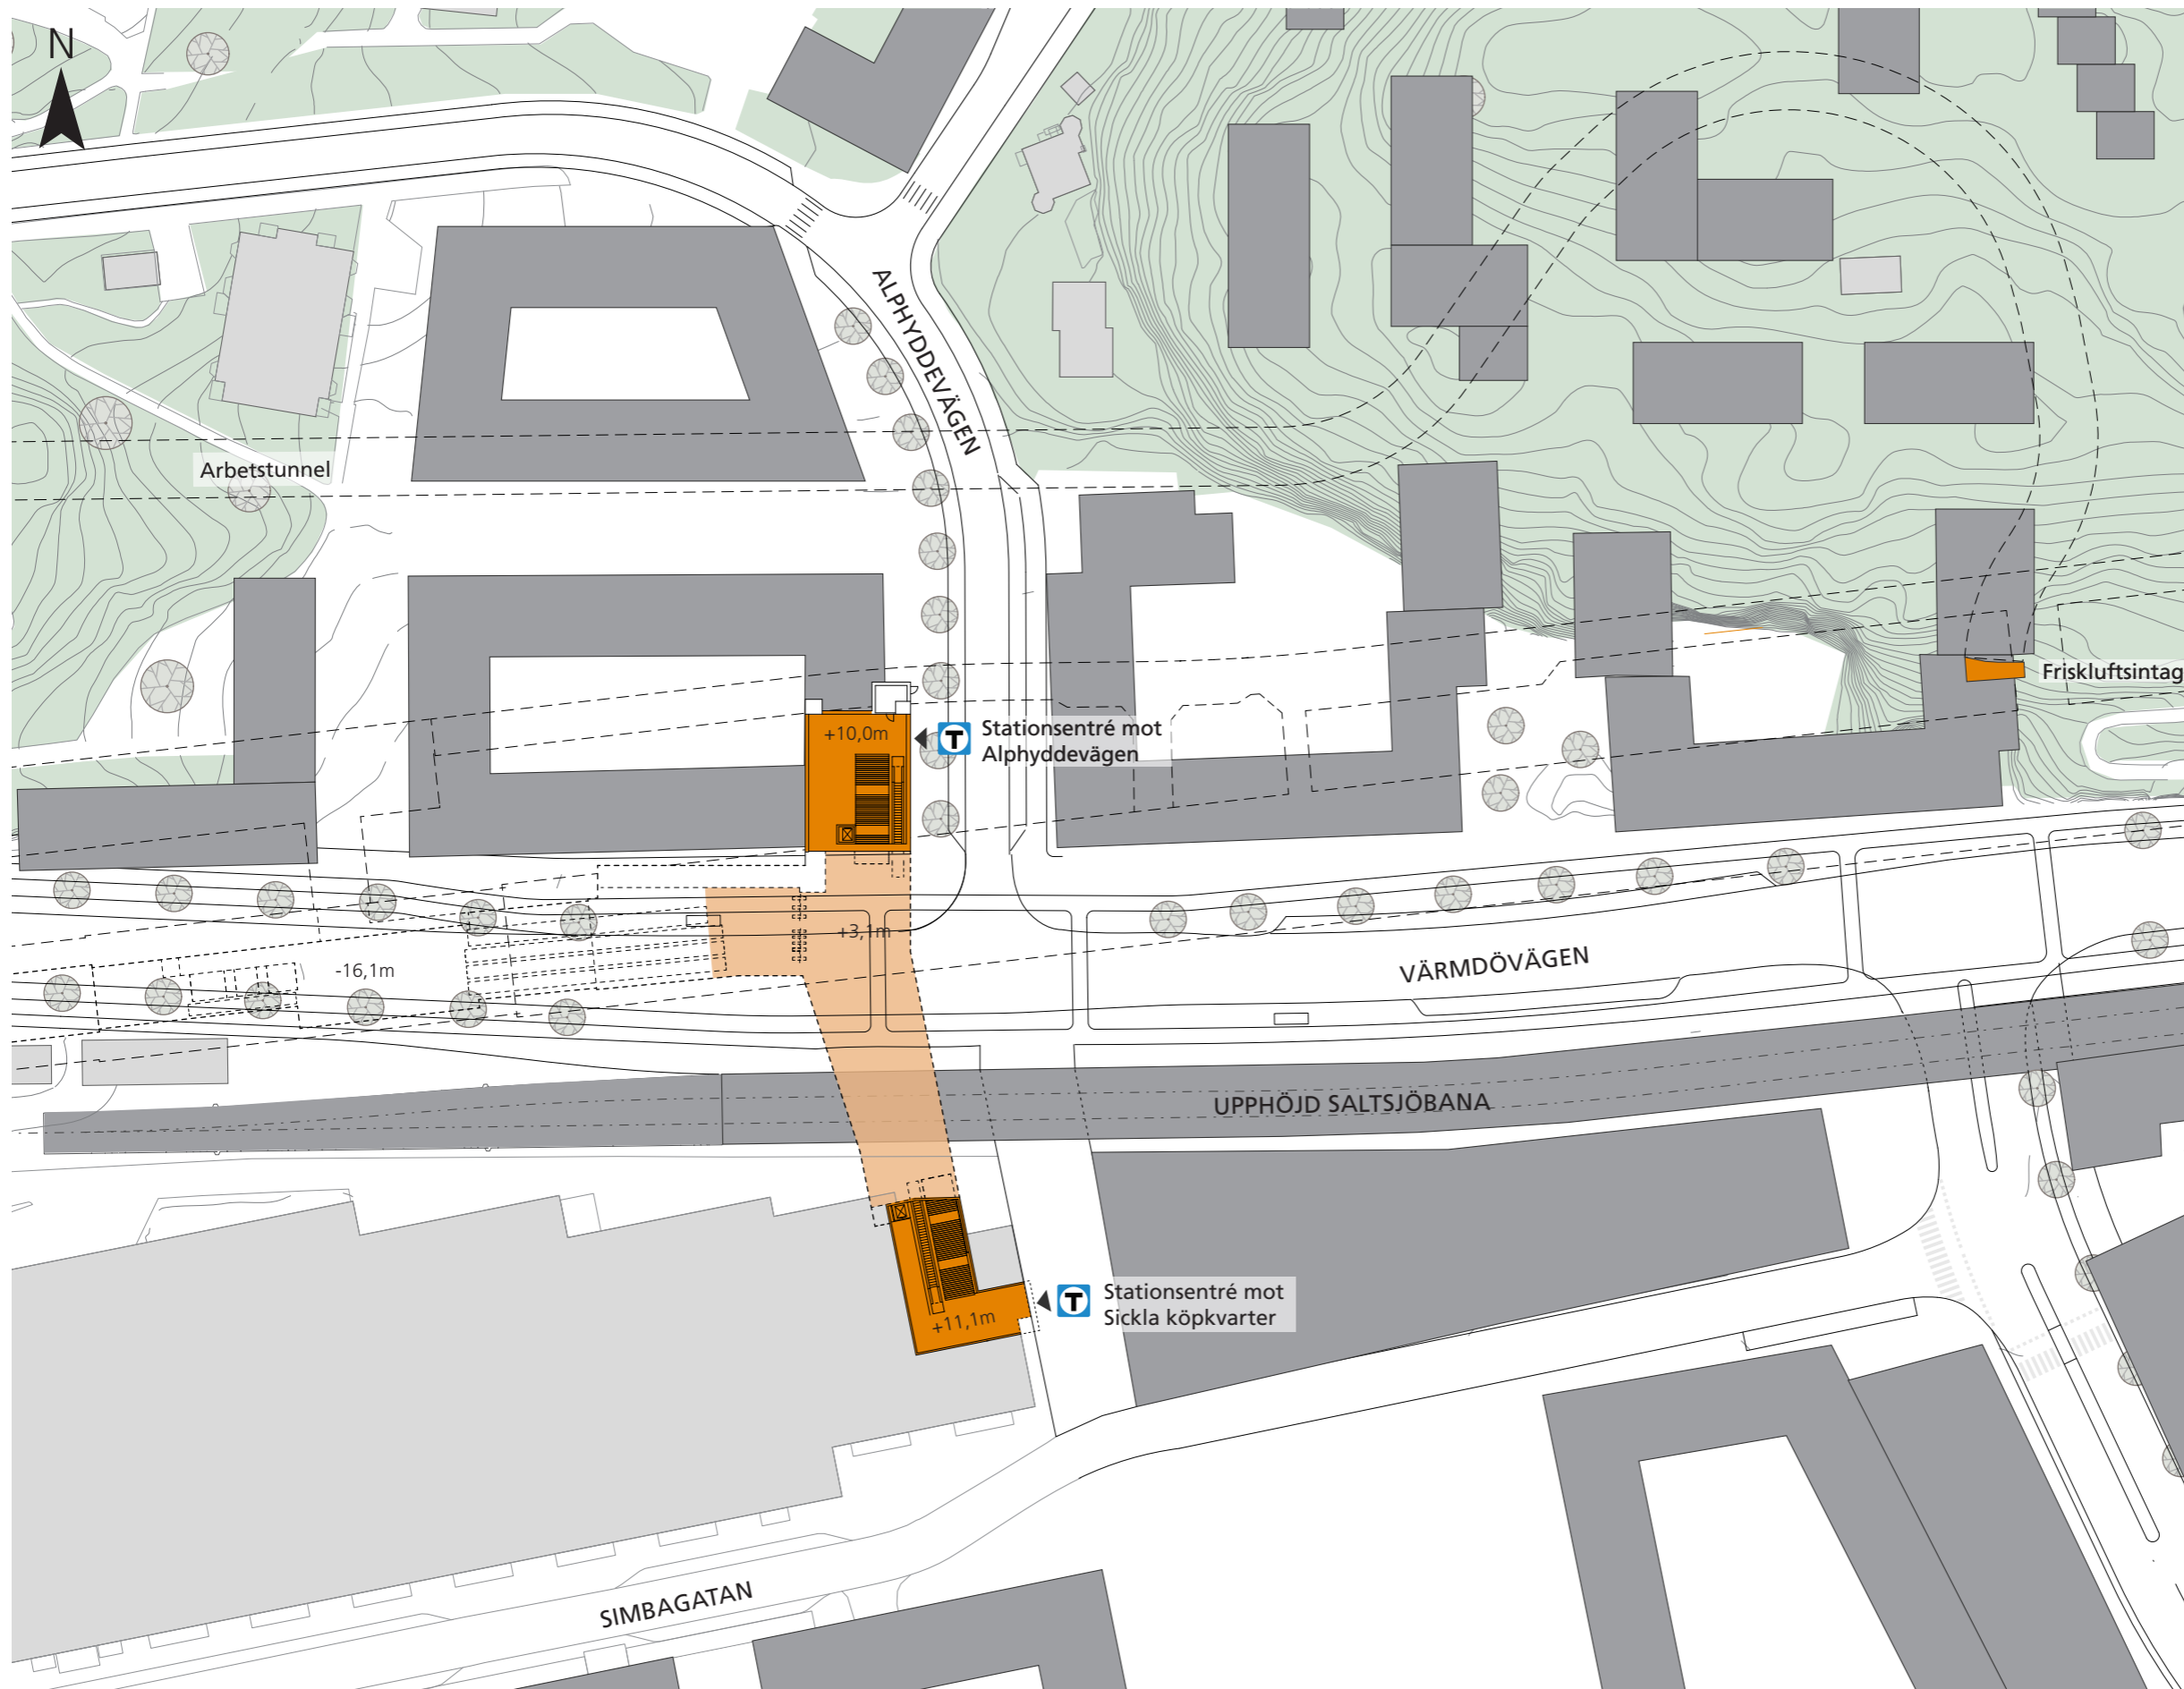 N
ALPHYDDEVÄGEN
Arbetstunnel
Friskluftsintag
+10,0m
T
Stationsentré mot
Alphyddevägen
+3,1m
-16,1m
VÄRMDÖVÄGEN
UPPHÖJD SALTSJÖBANA
T
Stationsentré mot
Sickla köpkvarter
+11,1m
SIMBAGATAN